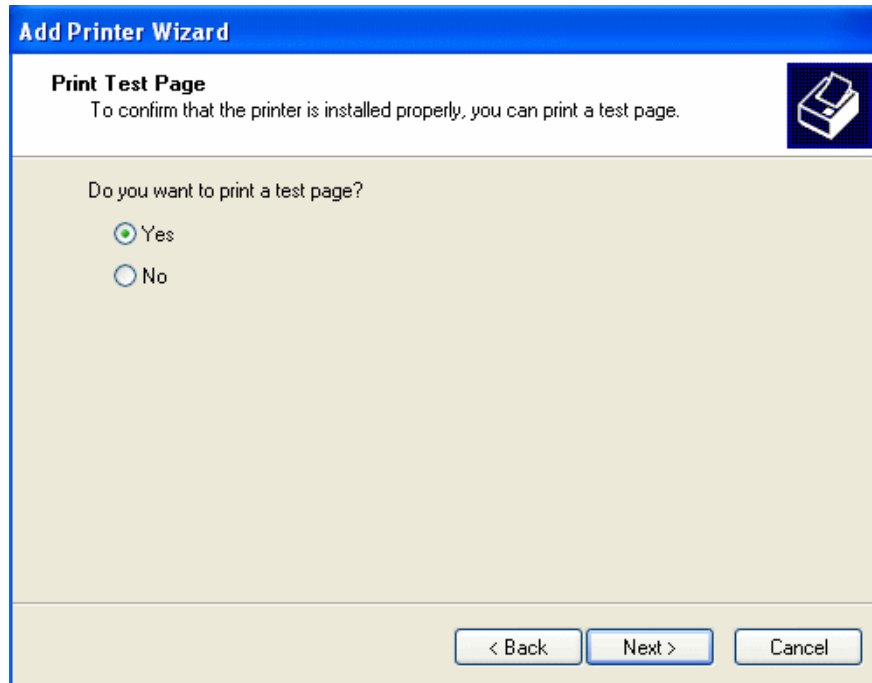 Add Printer Wizard
Print Test Page
To confirm that the printer is installed properly, you can print a test page.
Do you want to print a test page?
Yes
No
< Back
Next >
Cancel